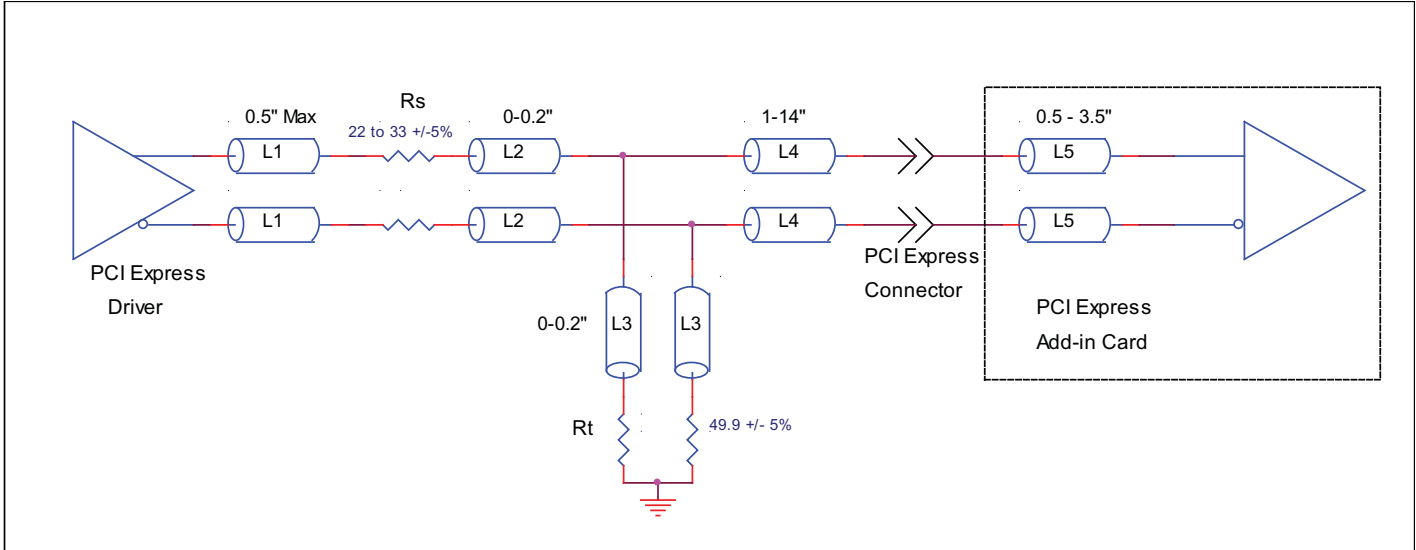 Rs
0.5" Max
22 to 33 +/-5%
0-0.2"
1-14"
0.5 - 3.5"
L1
L2
L4
L5
L1
L2
L4
L5
PCI Express
Driver
PCI Express
Connector
PCI Express
Add-in Card
0-0.2"
L3
L3
Rt
49.9 +/- 5%